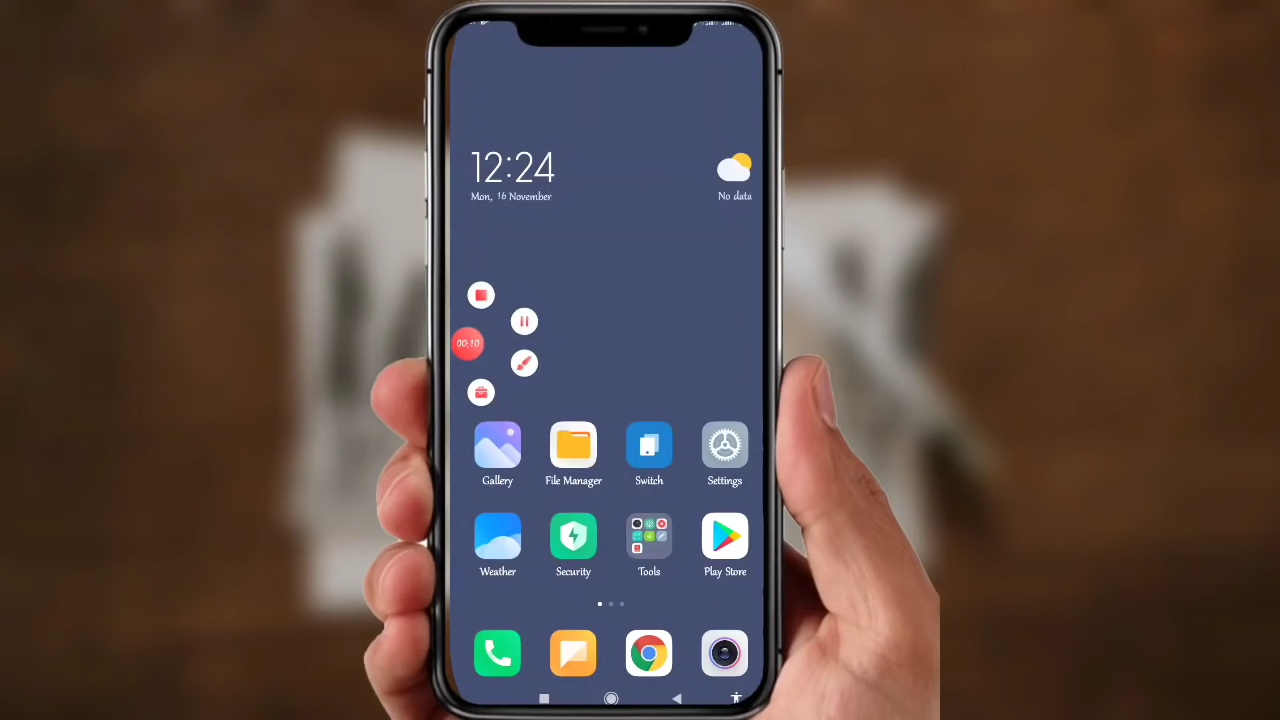 12:24
Mon, 16 November
No data
00:10
Gallery
File Manager
Switch
Settings
Weather
Security
Tools
Play Store